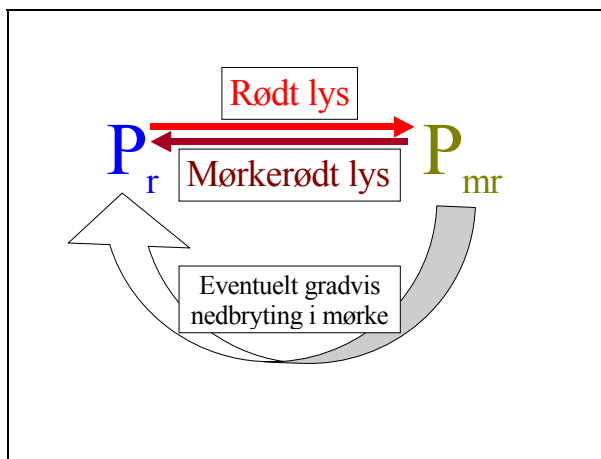 Rødt lys
P r
P mr
Mørkerødt lys
Eventuelt gradvis
nedbryting i mørke